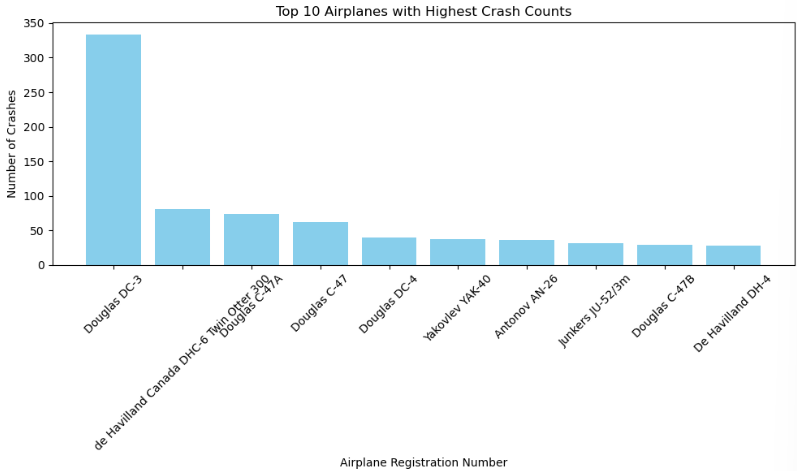 Top 10 Airplanes with Highest Crash Counts
Number of Crashes
350
300
250
200
150
100
50
0
Douglas DC-3
de Havilland Canada DHC-6 Twin Otter 300
Douglas C-47A
Douglas C-47
Douglas DC-4
Yakovlev YAK-40
Antonov AN-26
Junkers JU-52/3m
Douglas C-47B
De Havilland DH-4
Airplane Registration Number